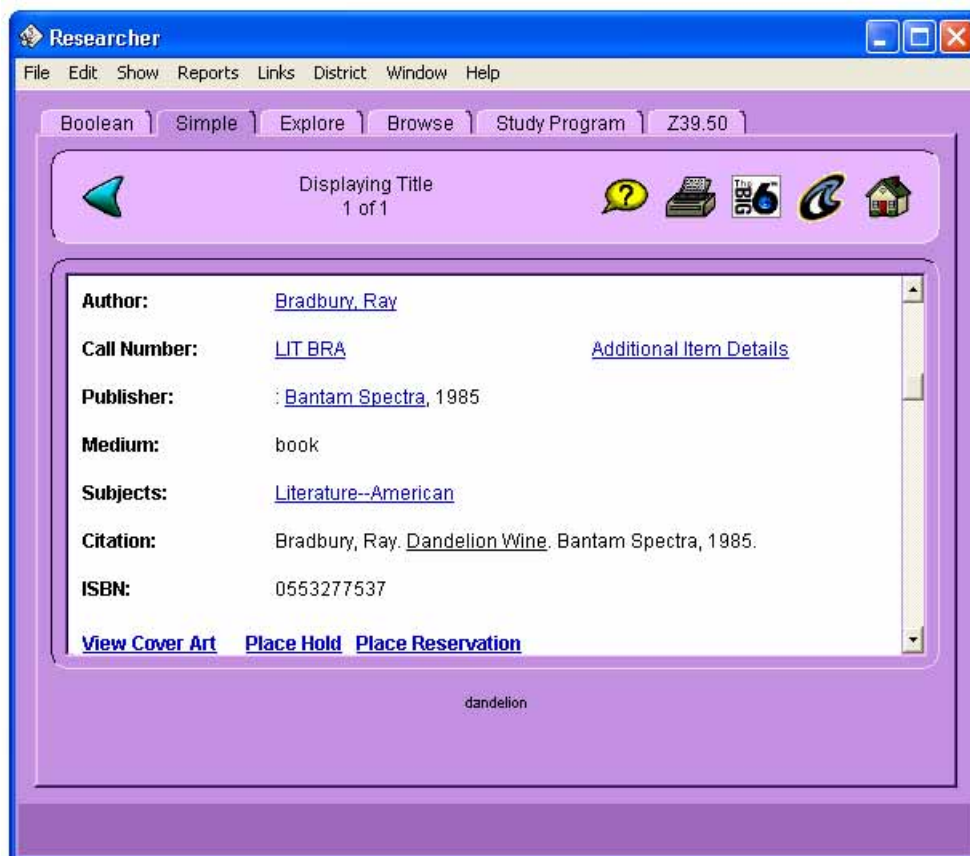 Researcher
File Edit Show Reports Links District Window Help
Boolean Simple Explore Browse Study Program Z39.50
Displaying Title
1 of 1
?
The BIG 6
Author: Bradbury, Ray
Call Number: LIT BRA Additional Item Details
Publisher: : Bantam Spectra, 1985
Medium: book
Subjects: Literature--American
Citation: Bradbury, Ray. Dandelion Wine. Bantam Spectra, 1985.
ISBN: 0553277537
View Cover Art Place Hold Place Reservation
dandelion